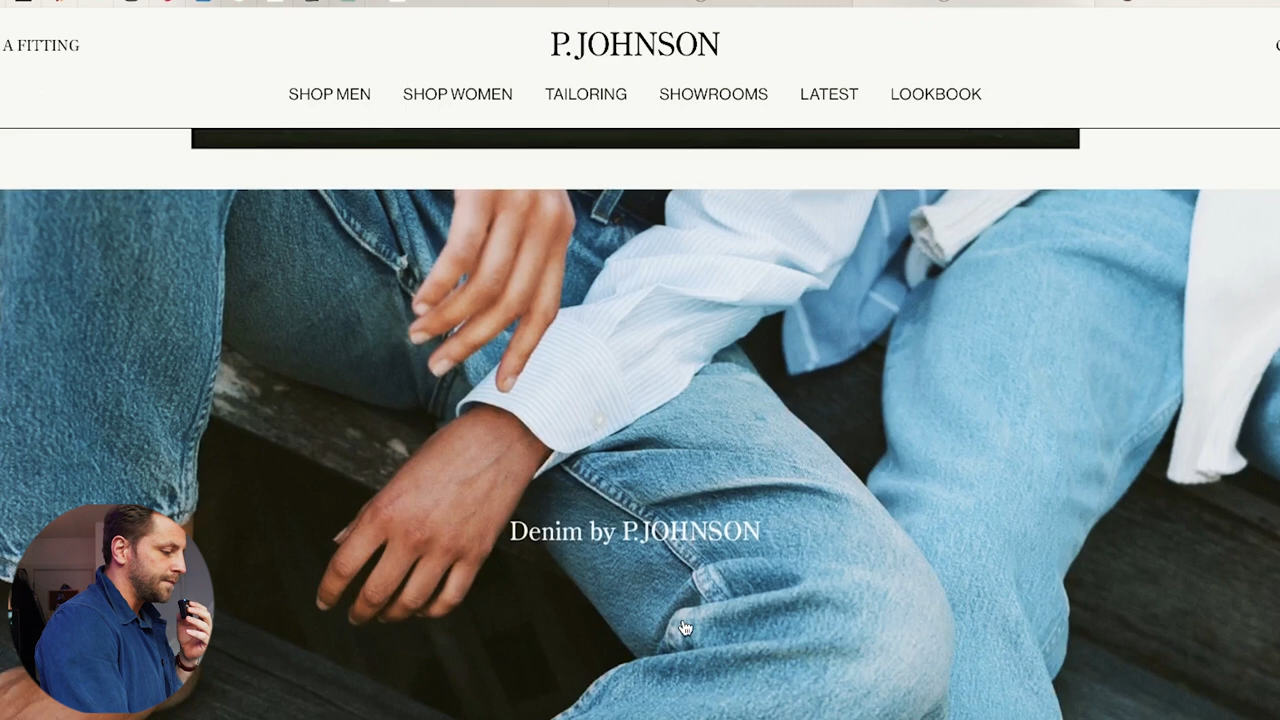 A FITTING
P.JOHNSON
SHOP MEN SHOP WOMEN TAILORING SHOWROOMS LATEST LOOKBOOK
Denim by P.JOHNSON